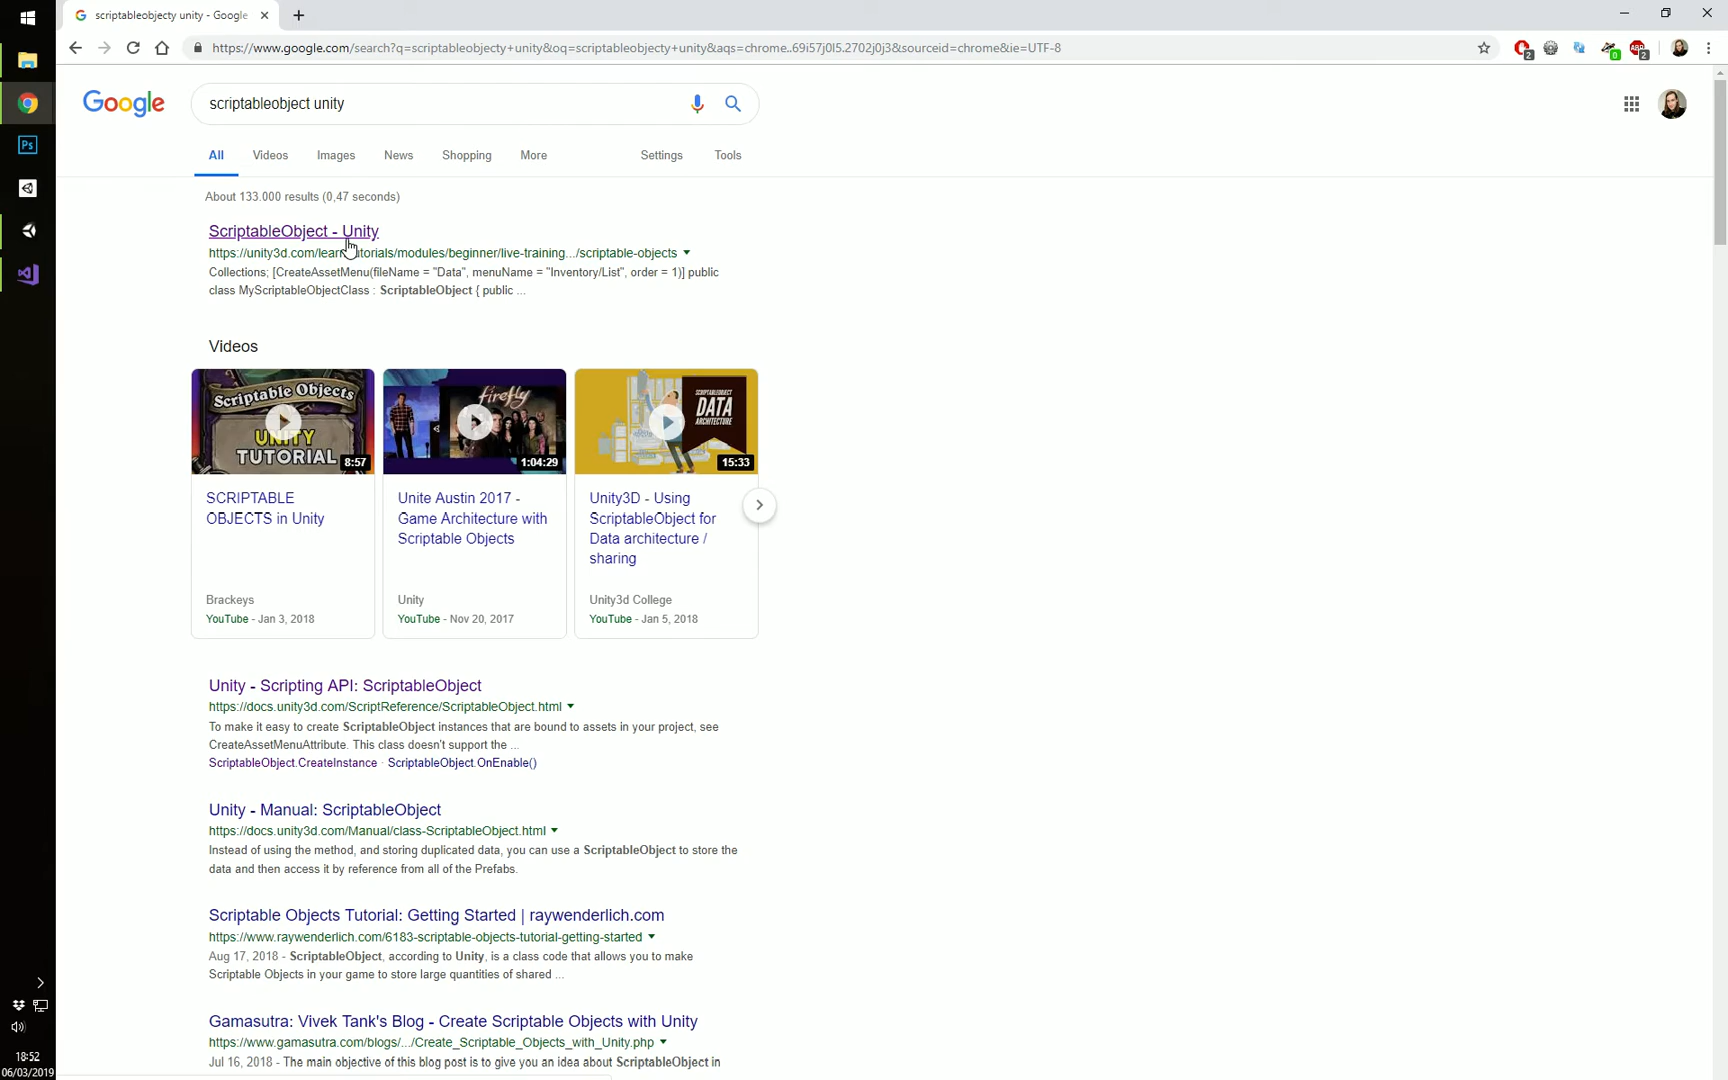 scriptableobjecty unity - Google
https://www.google.com/search?q=scriptableobjecty+unity&oq=scriptableobjecty+unity&aqs=chrome..69i57j0l5.2702j0j3&sourceid=chrome&ie=UTF-8
2
0
ABP
2
Ps
Google
scriptableobject unity
All Videos Images News Shopping More Settings Tools
About 133.000 results (0,47 seconds)
ScriptableObject - Unity
https://unity3d.com/learn/tutorials/modules/beginner/live-training.../scriptable-objects
Collections; [CreateAssetMenu(fileName = "Data", menuName = "Inventory/List", order = 1)] public
class MyScriptableObjectClass : ScriptableObject { public ...
Videos
Scriptable Objects
UNITY
TUTORIAL
8:57
firefly
1:04:29
SCRIPTABLEOBJECT
DATA
ARCHITECTURE
15:33
SCRIPTABLE
OBJECTS in Unity
Brackeys
YouTube - Jan 3, 2018
Unite Austin 2017 -
Game Architecture with
Scriptable Objects
Unity
YouTube - Nov 20, 2017
Unity3D - Using
ScriptableObject for
Data architecture /
sharing
Unity3d College
YouTube - Jan 5, 2018
Unity - Scripting API: ScriptableObject
https://docs.unity3d.com/ScriptReference/ScriptableObject.html
To make it easy to create ScriptableObject instances that are bound to assets in your project, see
CreateAssetMenuAttribute. This class doesn't support the ...
ScriptableObject.CreateInstance · ScriptableObject.OnEnable()
Unity - Manual: ScriptableObject
https://docs.unity3d.com/Manual/class-ScriptableObject.html
Instead of using the method, and storing duplicated data, you can use a ScriptableObject to store the
data and then access it by reference from all of the Prefabs.
Scriptable Objects Tutorial: Getting Started | raywenderlich.com
https://www.raywenderlich.com/6183-scriptable-objects-tutorial-getting-started
Aug 17, 2018 - ScriptableObject, according to Unity, is a class code that allows you to make
Scriptable Objects in your game to store large quantities of shared ...
Gamasutra: Vivek Tank's Blog - Create Scriptable Objects with Unity
https://www.gamasutra.com/blogs/.../Create_Scriptable_Objects_with_Unity.php
Jul 16, 2018 - The main objective of this blog post is to give you an idea about ScriptableObject in
18:52
06/03/2019